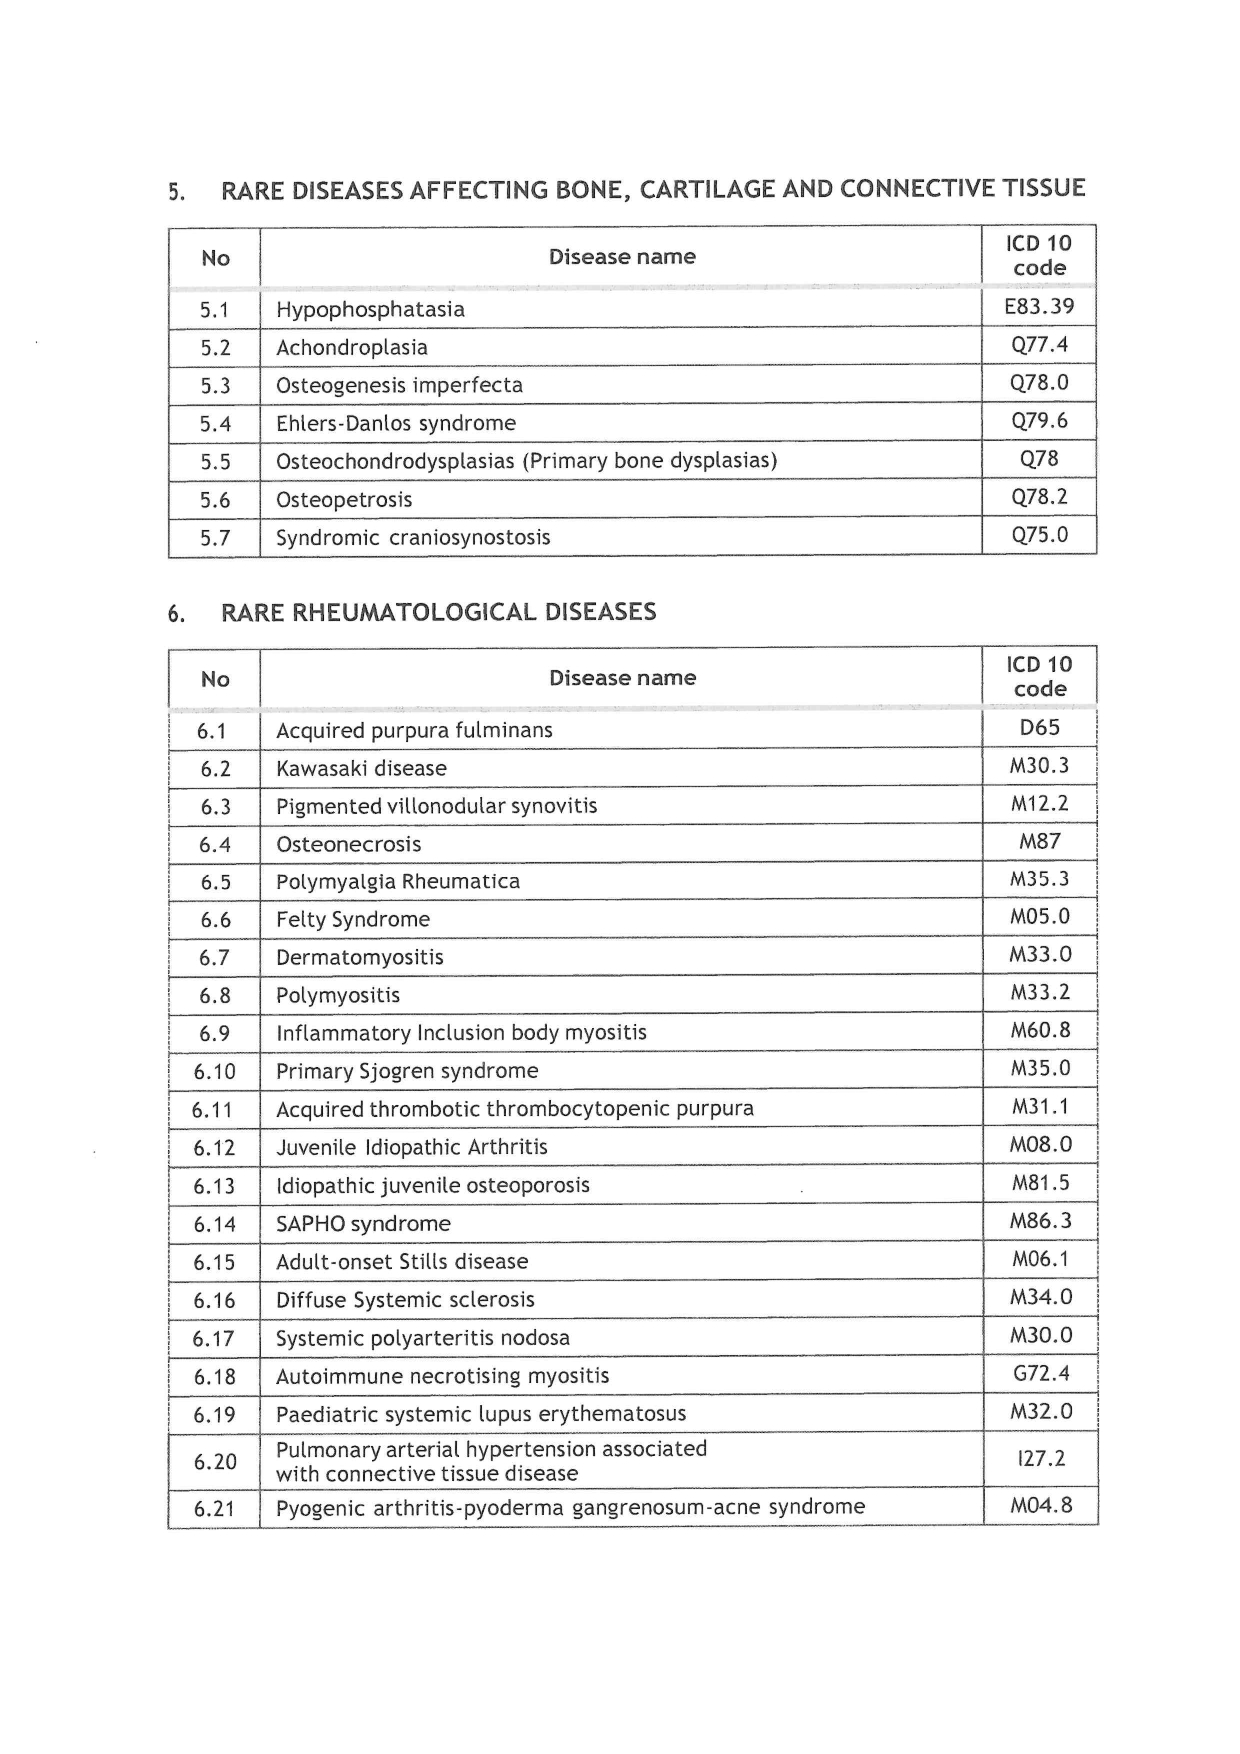 5. RARE DISEASES AFFECTING BONE, CARTILAGE AND CONNECTIVE TISSUE
No Disease name ICD 10 code
5.1 Hypophosphatasia E83.39
5.2 Achondroplasia Q77.4
5.3 Osteogenesis imperfecta Q78.0
5.4 Ehlers-Danlos syndrome Q79.6
5.5 Osteochondrodysplasias (Primary bone dysplasias) Q78
5.6 Osteopetrosis Q78.2
5.7 Syndromic craniosynostosis Q75.0
6. RARE RHEUMATOLOGICAL DISEASES
No Disease name ICD 10 code
6.1 Acquired purpura fulminans D65
6.2 Kawasaki disease M30.3
6.3 Pigmented villonodular synovitis M12.2
6.4 Osteonecrosis M87
6.5 Polymyalgia Rheumatica M35.3
6.6 Felty Syndrome M05.0
6.7 Dermatomyositis M33.0
6.8 Polymyositis M33.2
6.9 Inflammatory Inclusion body myositis M60.8
6.10 Primary Sjogren syndrome M35.0
6.11 Acquired thrombotic thrombocytopenic purpura M31.1
6.12 Juvenile Idiopathic Arthritis M08.0
6.13 Idiopathic juvenile osteoporosis M81.5
6.14 SAPHO syndrome M86.3
6.15 Adult-onset Stills disease M06.1
6.16 Diffuse Systemic sclerosis M34.0
6.17 Systemic polyarteritis nodosa M30.0
6.18 Autoimmune necrotising myositis G72.4
6.19 Paediatric systemic lupus erythematosus M32.0
6.20 Pulmonary arterial hypertension associated
with connective tissue disease I27.2
6.21 Pyogenic arthritis-pyoderma gangrenosum-acne syndrome M04.8